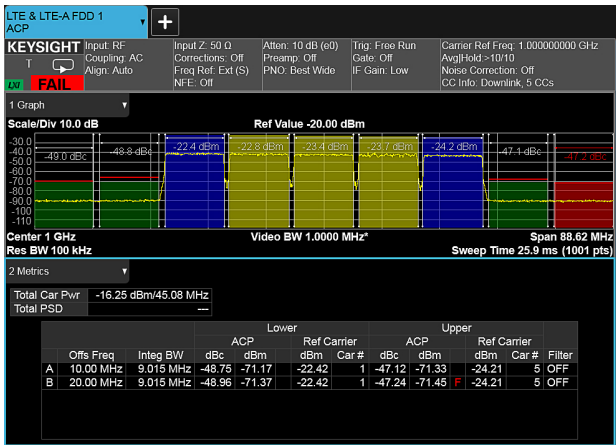 LTE & LTE-A FDD 1
ACP
KEYSIGHT Input: RF Input Z: 50 Ω Atten: 10 dB (e0) Trig: Free Run Carrier Ref Freq: 1.000000000 GHz
T Coupling: AC Corrections: Off Preamp: Off Gate: Off Avg|Hold:>10/10
Align: Auto Freq Ref: Ext (S) PNO: Best Wide IF Gain: Low Noise Correction: Off
LXI FAIL NFE: Off CC Info: Downlink, 5 CCs
1 Graph
Scale/Div 10.0 dB Ref Value -20.00 dBm
-30.0
-40.0
-50.0
-60.0
-70.0
-80.0
-90.0
-100
-110
-49.0 dBc -48.8 dBc -22.4 dBm -22.8 dBm -23.4 dBm -23.7 dBm -24.2 dBm -47.1 dBc -47.2 dBc
Center 1 GHz Video BW 1.0000 MHz* Span 88.62 MHz
Res BW 100 kHz Sweep Time 25.9 ms (1001 pts)
2 Metrics
Total Car Pwr -16.25 dBm/45.08 MHz
Total PSD ---
Lower Upper
ACP Ref Carrier ACP Ref Carrier
Offs Freq Integ BW dBc dBm dBm Car # dBc dBm dBm Car # Filter
A 10.00 MHz 9.015 MHz -48.75 -71.17 -22.42 1 -47.12 -71.33 -24.21 5 OFF
B 20.00 MHz 9.015 MHz -48.96 -71.37 -22.42 1 -47.24 -71.45 F -24.21 5 OFF